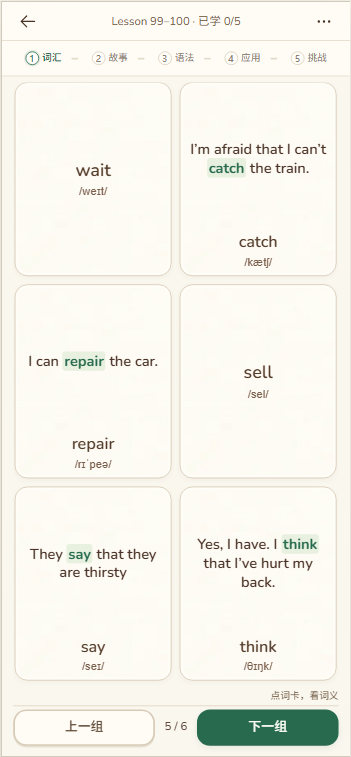 Lesson 99–100 · 已学 0/5
1 词汇 – 2 故事 – 3 语法 – 4 应用 – 5 挑战
wait
/weɪt/
I'm afraid that I can't
catch the train.
catch
/kætʃ/
I can repair the car.
repair
/rɪˈpeə/
sell
/sel/
They say that they
are thirsty
say
/seɪ/
Yes, I have. I think
that I've hurt my
back.
think
/θɪŋk/
点词卡，看词义
上一组
5 / 6
下一组